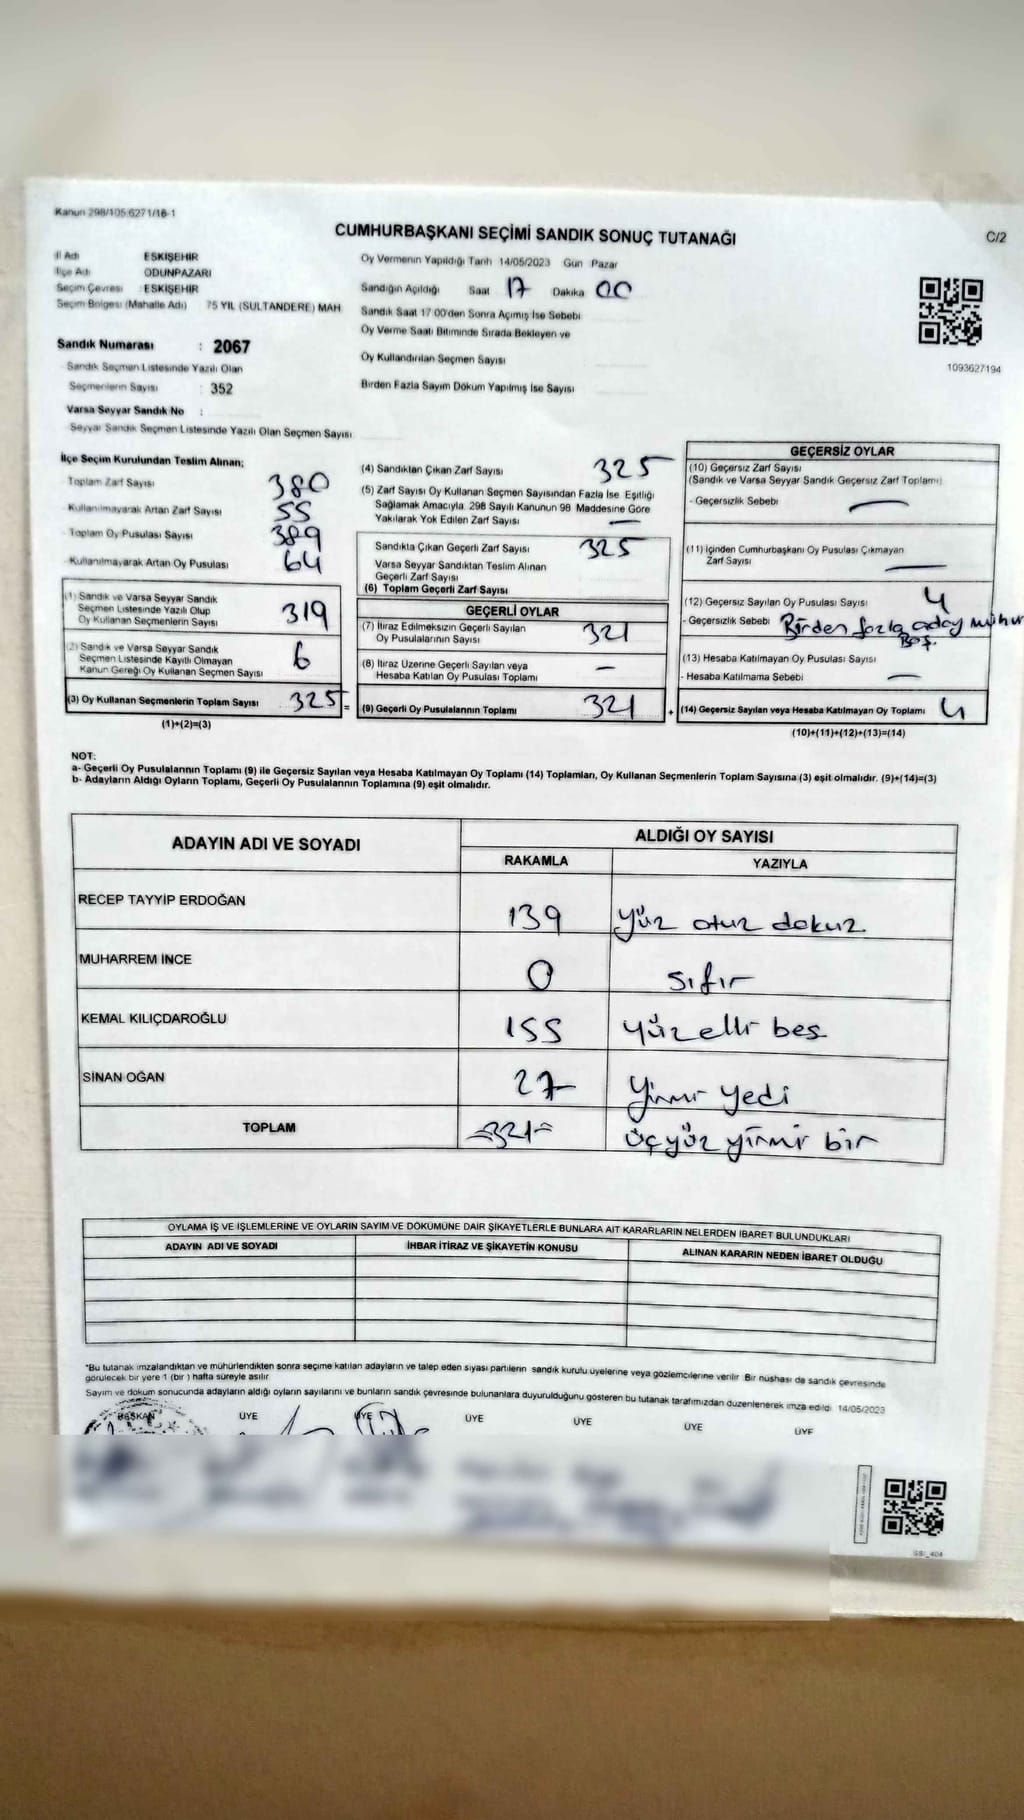 Kanun 298/105 6271/18-1
CUMHURBAŞKANI SEÇİMİ SANDIK SONUÇ TUTANAĞI
C/2
İl Adı ESKIŞEHİR
İlçe Adı ODUNPAZARI
Seçim Çevresi : ESKIŞEHİR
Seçim Bölgesi (Mahalle Adı) 75 YIL (SULTANDERE) MAH
Sandık Numarası : 2067
Sandık Seçmen Listesinde Yazılı Olan
Seçmenlerin Sayısı : 352
Varsa Seyyar Sandık No :
Seyyar Sandık Seçmen Listesinde Yazılı Olan Seçmen Sayısı
Oy Vermenin Yapıldığı Tarih 14/05/2023 Gün Pazar
Sandığın Açıldığı Saat 17 Dakika 00
Sandık Saat 17 00'den Sonra Açımış İse Sebebi
Oy Verme Saati Bitiminde Sırada Bekleyen ve
Oy Kullandırılan Seçmen Sayısı
Birden Fazla Sayım Döküm Yapılmış İse Sayısı
1093627194
İlçe Seçim Kurulundan Teslim Alınan;
Toplam Zarf Sayısı 380
Kullanılmayarak Artan Zarf Sayısı 55
Toplam Oy Pusulası Sayısı 389
Kullanılmayarak Artan Oy Pusulası 64
(1) Sandık ve Varsa Seyyar Sandık
Seçmen Listesinde Yazılı Olup
Oy Kullanan Seçmenlerin Sayısı 319
(2) Sandık ve Varsa Seyyar Sandık
Seçmen Listesinde Kayıtlı Olmayan
Kanun Gereği Oy Kullanan Seçmen Sayısı 6
(3) Oy Kullanan Seçmenlerin Toplam Sayısı 325 =
(1)+(2)=(3)
(4) Sandıktan Çıkan Zarf Sayısı 325
(5) Zarf Sayısı Oy Kullanan Seçmen Sayısından Fazla İse Eşitliği
Sağlamak Amacıyla 298 Sayılı Kanunun 98 Maddesine Göre
Yakılarak Yok Edilen Zarf Sayısı —
Sandıkta Çıkan Geçerli Zarf Sayısı 325
Varsa Seyyar Sandıktan Teslim Alınan
Geçerli Zarf Sayısı
(6) Toplam Geçerli Zarf Sayısı
GEÇERLİ OYLAR
(7) İtiraz Edilmeksizin Geçerli Sayılan
Oy Pusulalarının Sayısı 321
(8) İtiraz Üzerine Geçerli Sayılan veya
Hesaba Katılan Oy Pusulası Toplamı —
(9) Geçerli Oy Pusulalarının Toplamı 321 +
GEÇERSİZ OYLAR
(10) Geçersiz Zarf Sayısı
(Sandık ve Varsa Seyyar Sandık Geçersiz Zarf Toplamı)
- Geçersizlik Sebebi —
(11) İçinden Cumhurbaşkanı Oy Pusulası Çıkmayan
Zarf Sayısı —
(12) Geçersiz Sayılan Oy Pusulası Sayısı 4
- Geçersizlik Sebebi Birden fazla aday mühür
Boş.
(13) Hesaba Katılmayan Oy Pusulası Sayısı
- Hesaba Katılmama Sebebi —
(14) Geçersiz Sayılan veya Hesaba Katılmayan Oy Toplamı 4
(10)+(11)+(12)+(13)=(14)
NOT:
a- Geçerli Oy Pusulalarının Toplamı (9) ile Geçersiz Sayılan veya Hesaba Katılmayan Oy Toplamı (14) Toplamları, Oy Kullanan Seçmenlerin Toplam Sayısına (3) eşit olmalıdır. (9)+(14)=(3)
b- Adayların Aldığı Oyların Toplamı, Geçerli Oy Pusulalarının Toplamına (9) eşit olmalıdır.
ADAYIN ADI VE SOYADI ALDIĞI OY SAYISI
RAKAMLA YAZIYLA
RECEP TAYYİP ERDOĞAN 139 yüz otuz dokuz
MUHARREM İNCE 0 sıfır
KEMAL KILIÇDAROĞLU 155 yüzelli beş
SİNAN OĞAN 27 yirmi yedi
TOPLAM =321= üçyüz yirmi bir
OYLAMA İŞ VE İŞLEMLERİNE VE OYLARIN SAYIM VE DÖKÜMÜNE DAİR ŞİKAYETLERLE BUNLARA AİT KARARLARIN NELERDEN İBARET BULUNDUKLARI
ADAYIN ADI VE SOYADI İHBAR İTİRAZ VE ŞİKAYETİN KONUSU ALINAN KARARIN NEDEN İBARET OLDUĞU
*Bu tutanak imzalandıktan ve mühürlendikten sonra seçime katılan adayların ve talep eden siyasi partilerin sandık kurulu üyelerine veya gözlemcilerine verilir Bir nüshası da sandık çevresinde
görülecek bir yere 1 (bir ) hafta süreyle asılır
Sayım ve döküm sonucunda adayların aldığı oyların sayılarını ve bunların sandık çevresinde bulunanlara duyurulduğunu gösteren bu tutanak tarafımızdan düzenlenerek imza edildi 14/05/2023
BAŞKAN ÜYE ÜYE ÜYE ÜYE ÜYE ÜYE